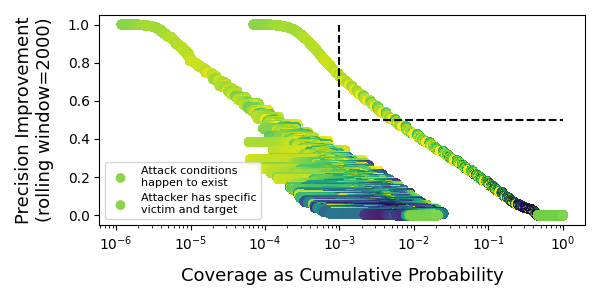 Precision Improvement
(rolling window=2000)
1.0
0.8
0.6
0.4
0.2
0.0
Attack conditions
happen to exist
Attacker has specific
victim and target
10⁻⁶ 10⁻⁵ 10⁻⁴ 10⁻³ 10⁻² 10⁻¹ 10⁰
Coverage as Cumulative Probability